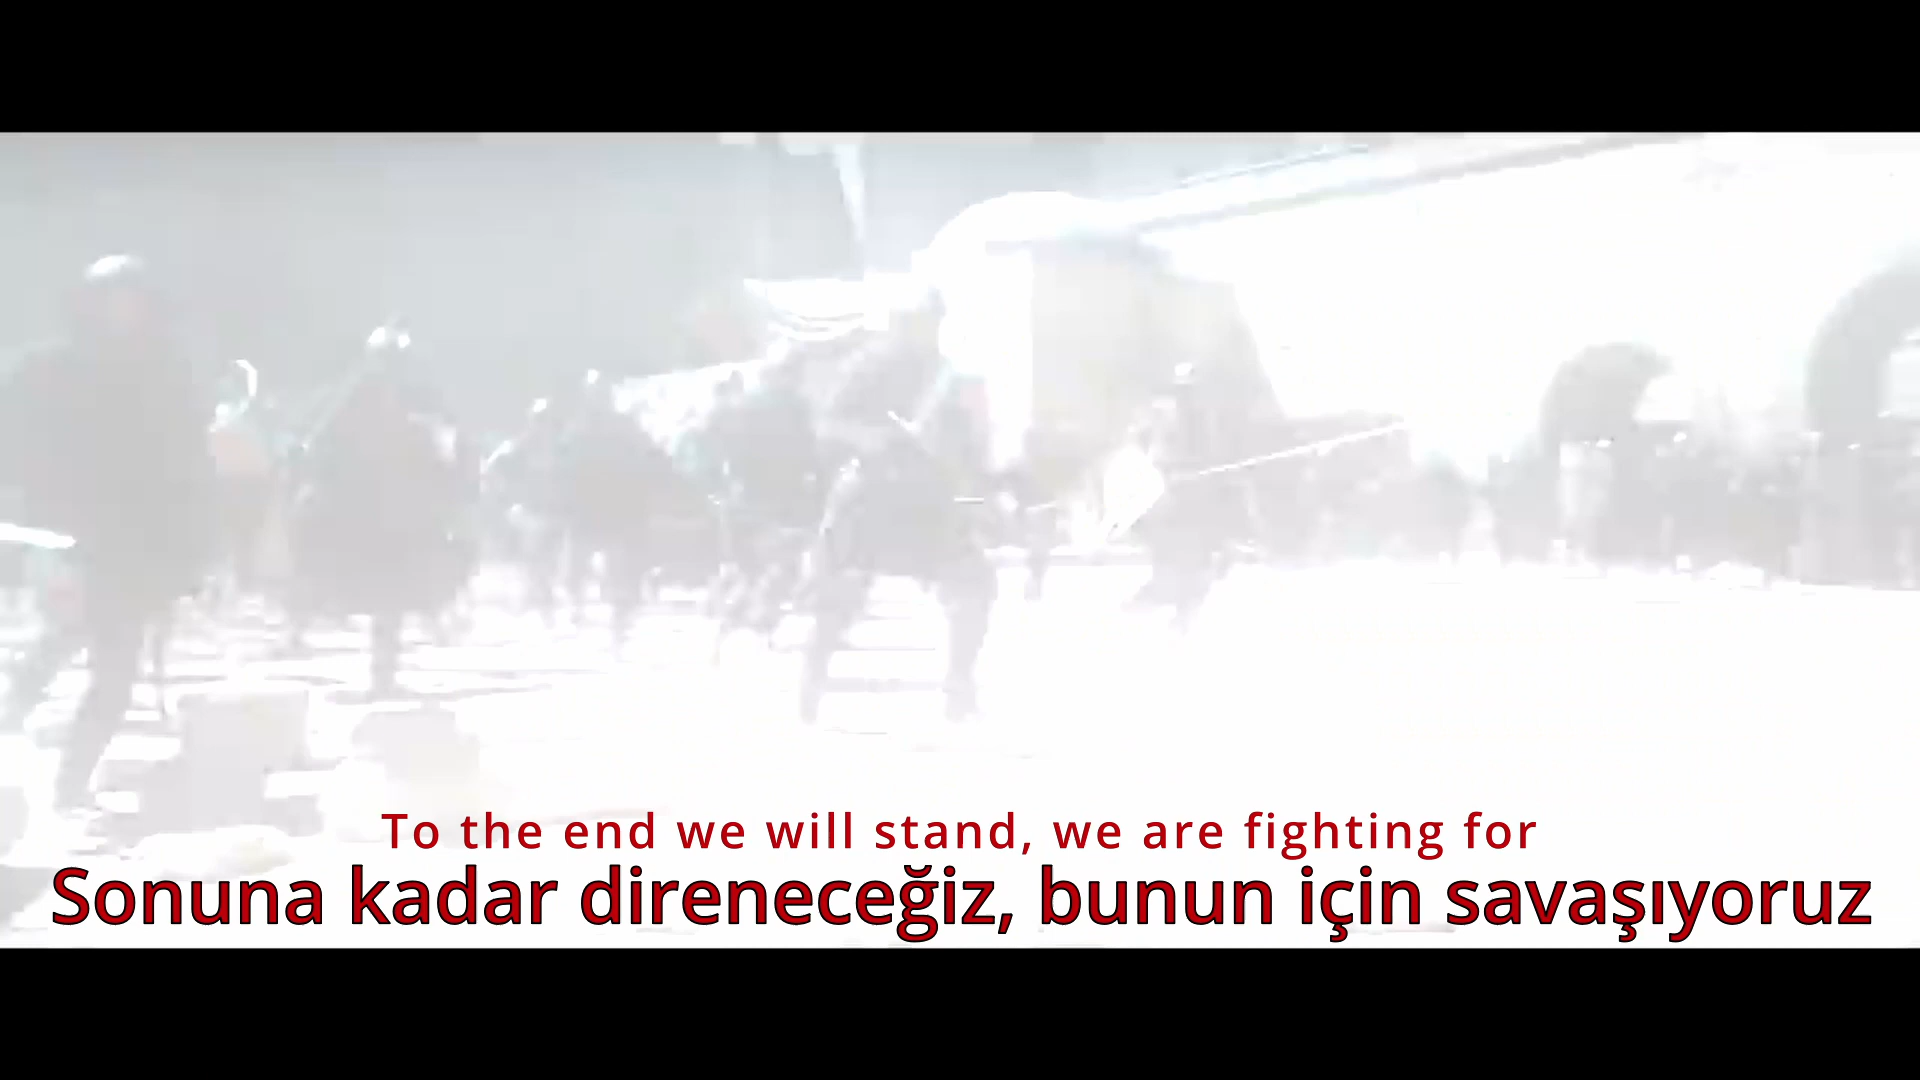 To the end we will stand, we are fighting for
Sonuna kadar direneceğiz, bunun için savaşıyoruz